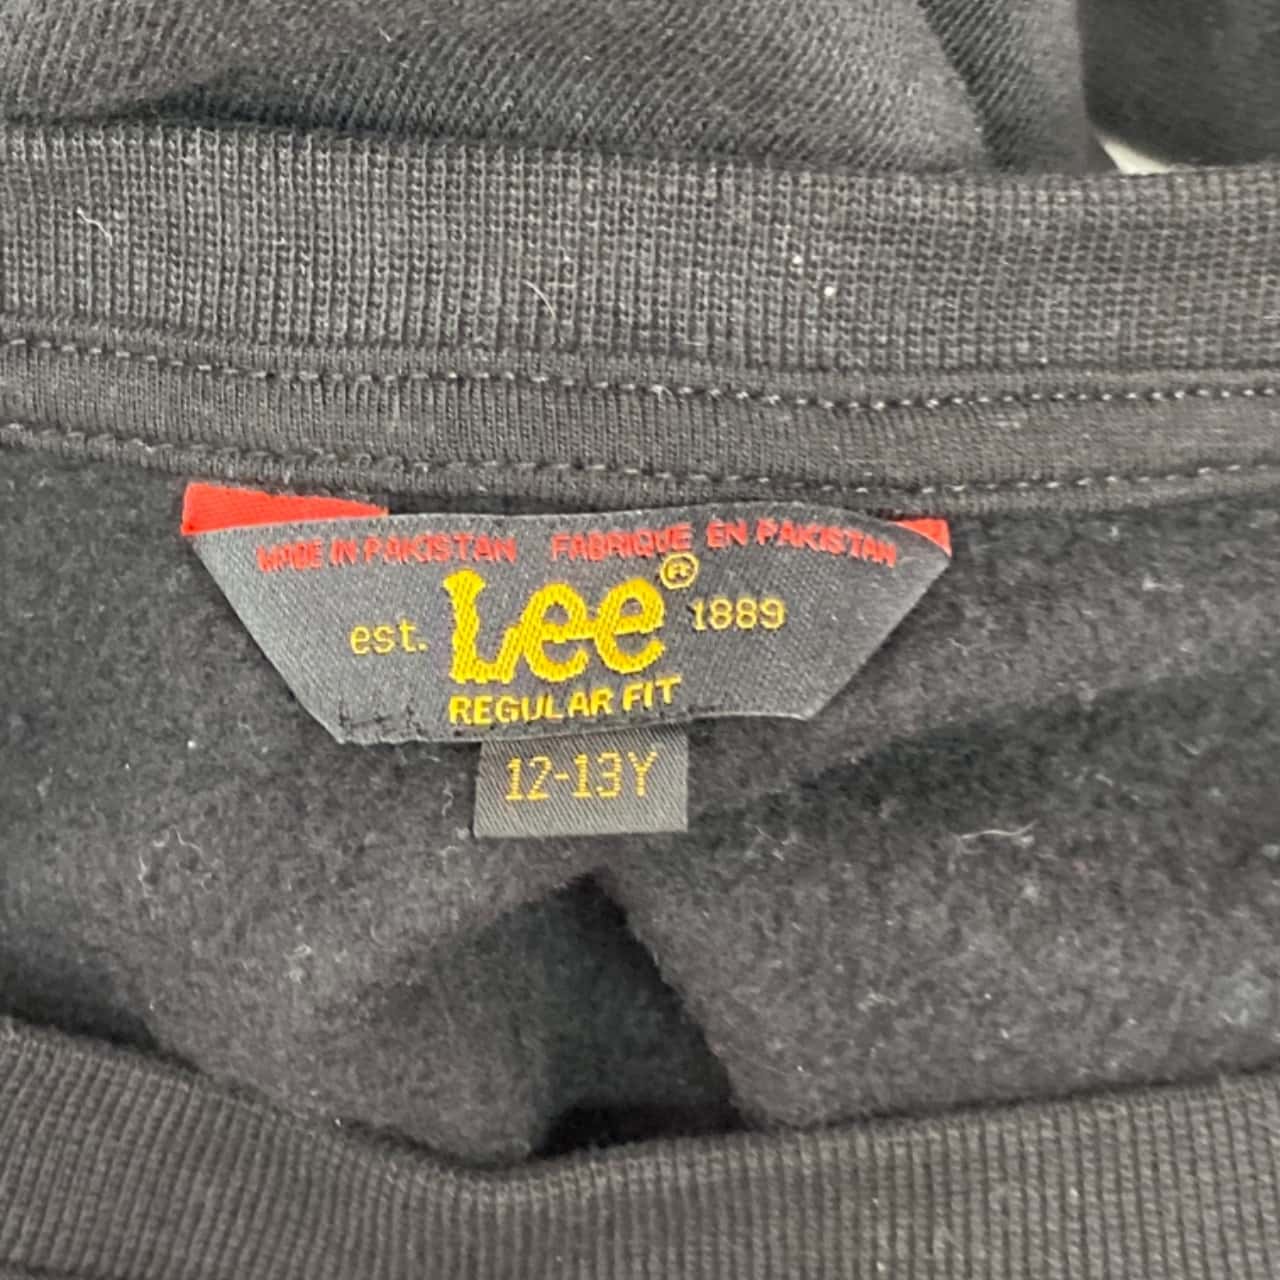 MADE IN PAKISTAN FABRIQUE EN PAKISTAN
est. Lee® 1889
REGULAR FIT
12-13Y